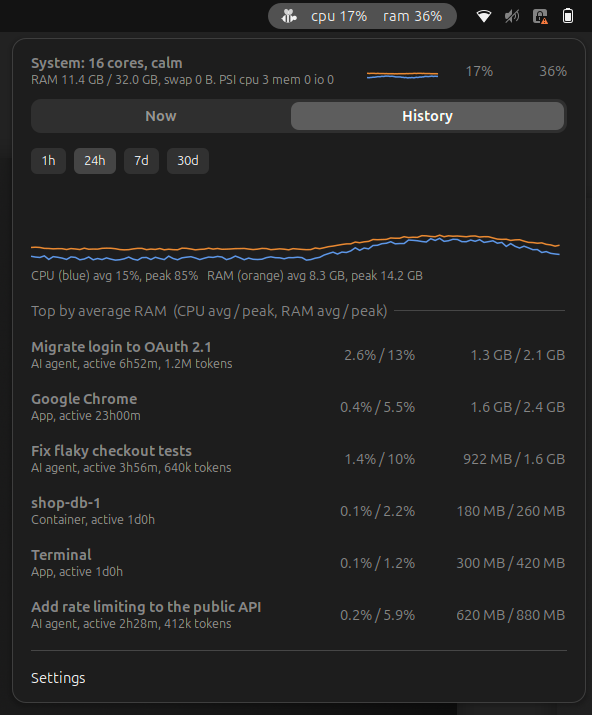 cpu 17% ram 36%
System: 16 cores, calm
RAM 11.4 GB / 32.0 GB, swap 0 B. PSI cpu 3 mem 0 io 0
17% 36%
Now History
1h 24h 7d 30d
CPU (blue) avg 15%, peak 85% RAM (orange) avg 8.3 GB, peak 14.2 GB
Top by average RAM (CPU avg / peak, RAM avg / peak)
Migrate login to OAuth 2.1
AI agent, active 6h52m, 1.2M tokens
2.6% / 13% 1.3 GB / 2.1 GB
Google Chrome
App, active 23h00m
0.4% / 5.5% 1.6 GB / 2.4 GB
Fix flaky checkout tests
AI agent, active 3h56m, 640k tokens
1.4% / 10% 922 MB / 1.6 GB
shop-db-1
Container, active 1d0h
0.1% / 2.2% 180 MB / 260 MB
Terminal
App, active 1d0h
0.1% / 1.2% 300 MB / 420 MB
Add rate limiting to the public API
AI agent, active 2h28m, 412k tokens
0.2% / 5.9% 620 MB / 880 MB
Settings